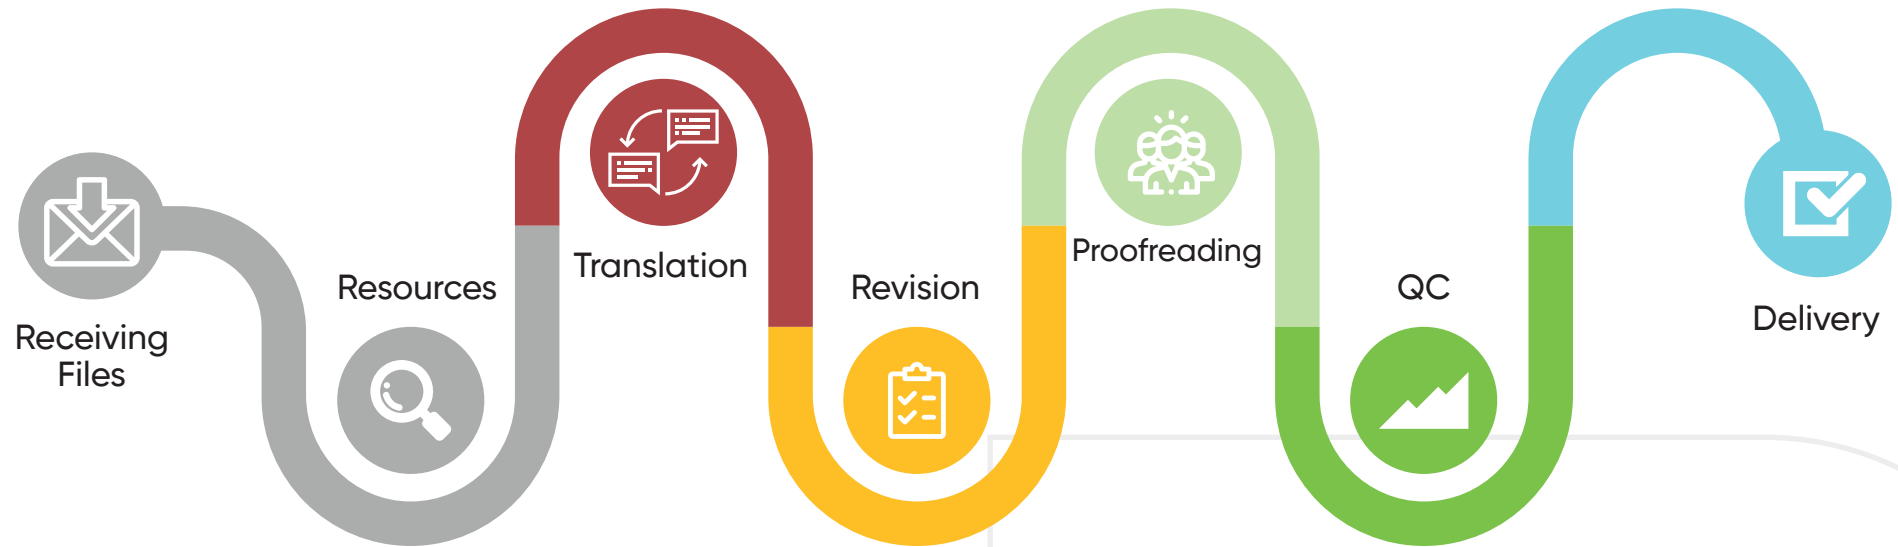 Receiving
Files
Resources
Translation
Revision
Proofreading
QC
Delivery